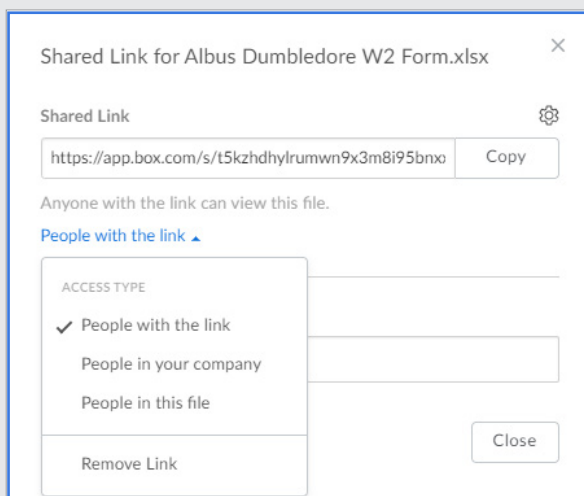 Shared Link for Albus Dumbledore W2 Form.xlsx
Shared Link
https://app.box.com/s/t5kzhdhylrumwn9x3m8i95bnx
Copy
Anyone with the link can view this file.
People with the link
ACCESS TYPE
People with the link
People in your company
People in this file
Remove Link
Close